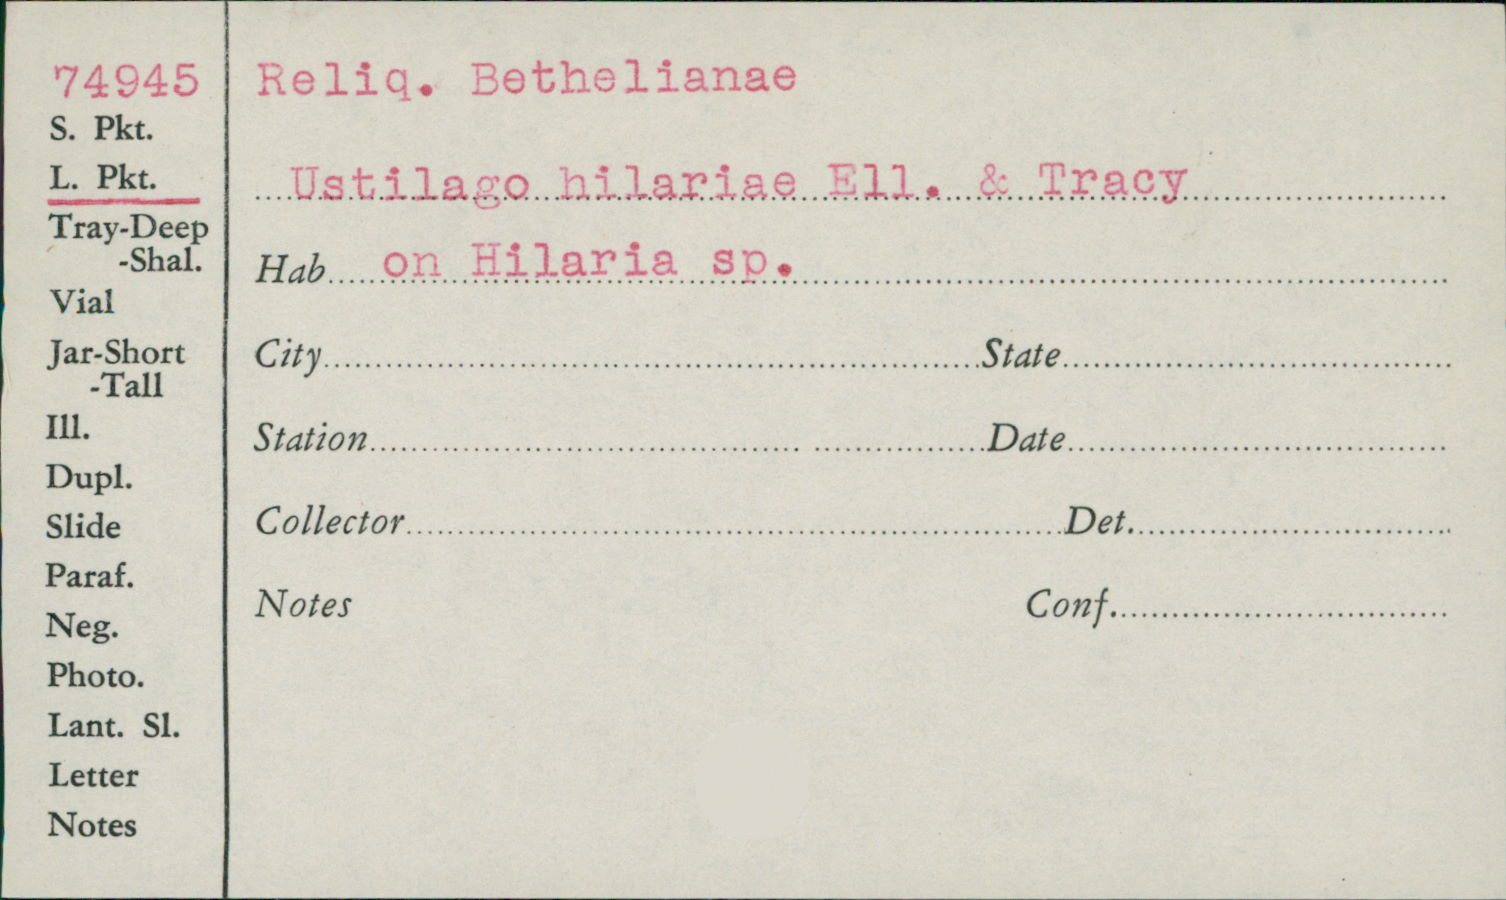 74945
S. Pkt.
L. Pkt.
Tray-Deep
-Shal.
Vial
Jar-Short
-Tall
Ill.
Dupl.
Slide
Paraf.
Neg.
Photo.
Lant. Sl.
Letter
Notes
Reliq. Bethelianae
Ustilago hilariae Ell. & Tracy
Hab. on Hilaria sp.
City State
Station Date
Collector Det.
Notes Conf.